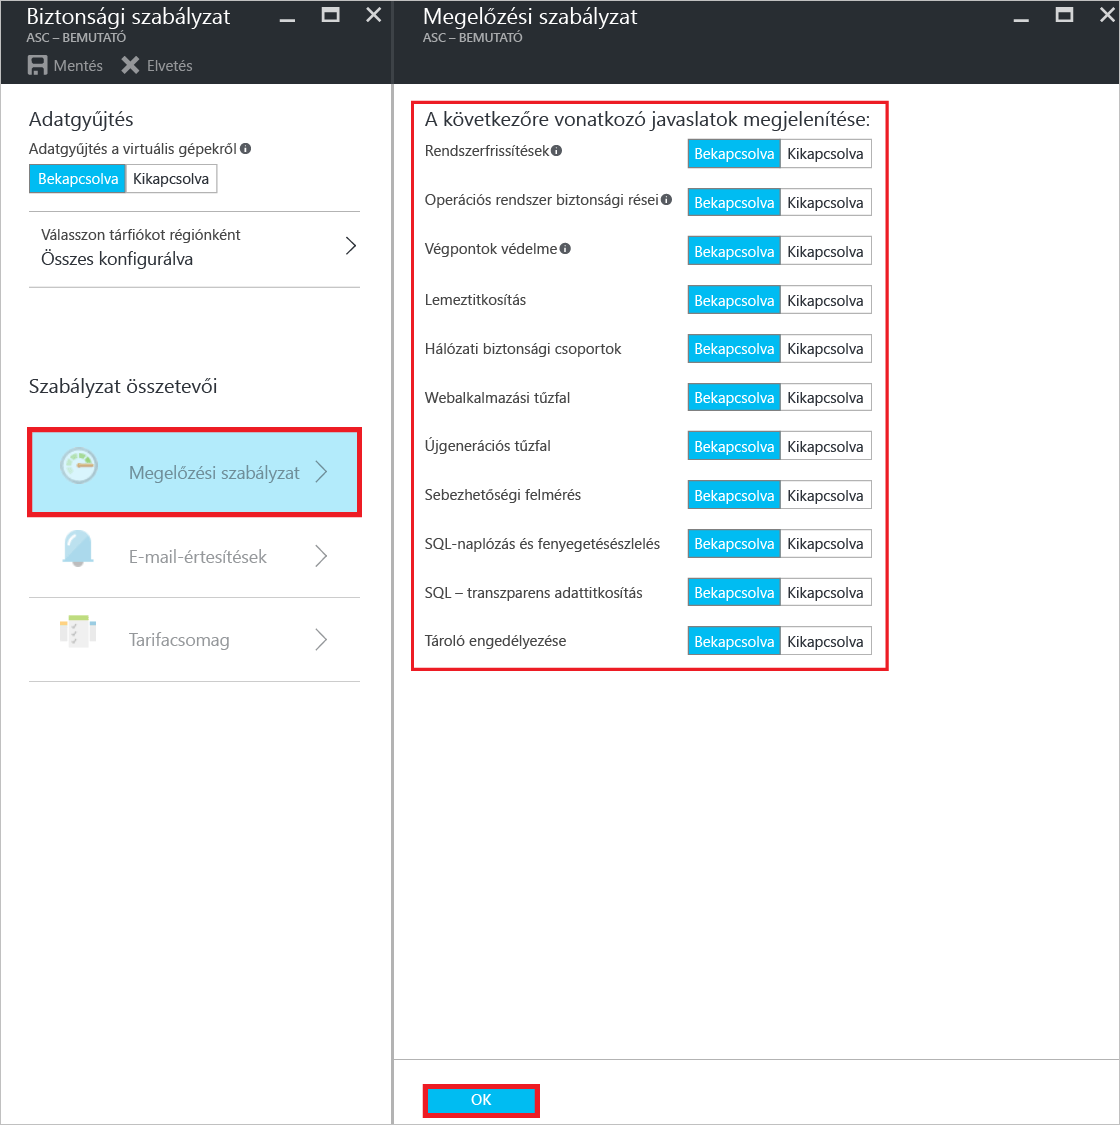 Biztonsági szabályzat
ASC – BEMUTATÓ
Mentés
Elvetés
Adatgyűjtés
Adatgyűjtés a virtuális gépekről
Bekapcsolva Kikapcsolva
Válasszon tárfiókot régiónként
Összes konfigurálva
Szabályzat összetevői
Megelőzési szabályzat
E-mail-értesítések
Tarifacsomag
Megelőzési szabályzat
ASC – BEMUTATÓ
A következőre vonatkozó javaslatok megjelenítése:
Rendszerfrissítések Bekapcsolva Kikapcsolva
Operációs rendszer biztonsági rései Bekapcsolva Kikapcsolva
Végpontok védelme Bekapcsolva Kikapcsolva
Lemeztitkosítás Bekapcsolva Kikapcsolva
Hálózati biztonsági csoportok Bekapcsolva Kikapcsolva
Webalkalmazási tűzfal Bekapcsolva Kikapcsolva
Újgenerációs tűzfal Bekapcsolva Kikapcsolva
Sebezhetőségi felmérés Bekapcsolva Kikapcsolva
SQL-naplózás és fenyegetésészlelés Bekapcsolva Kikapcsolva
SQL – transzparens adattitkosítás Bekapcsolva Kikapcsolva
Tároló engedélyezése Bekapcsolva Kikapcsolva
OK